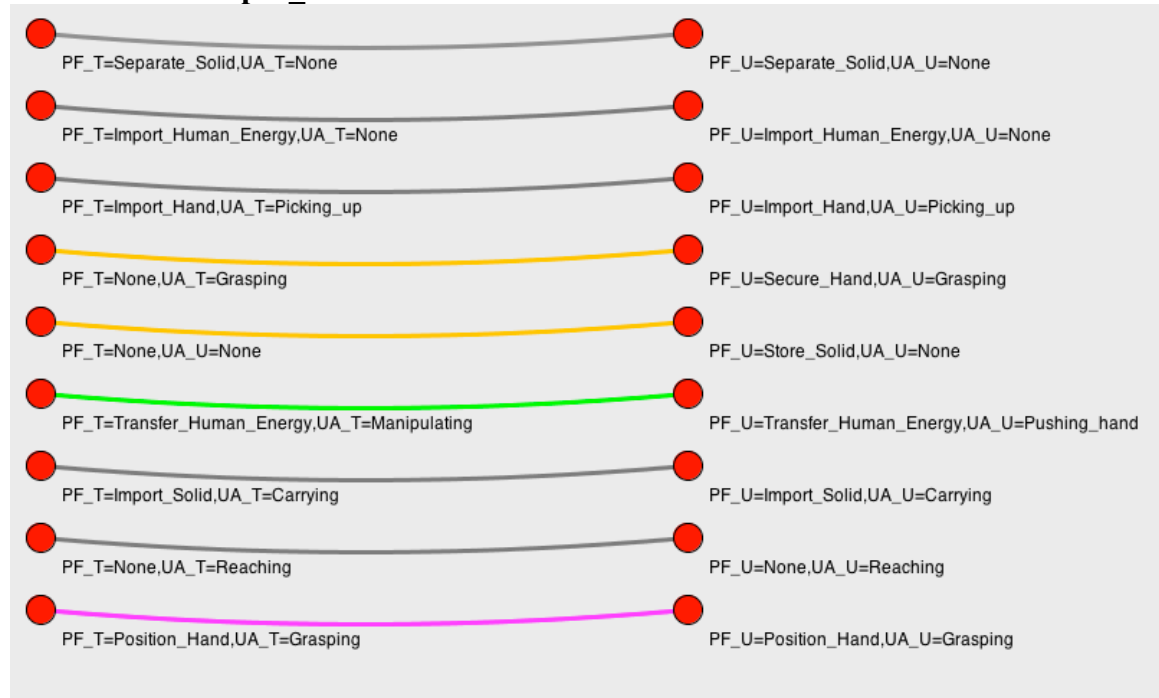 PF_T=Separate_Solid,UA_T=None PF_U=Separate_Solid,UA_U=None
PF_T=Import_Human_Energy,UA_T=None PF_U=Import_Human_Energy,UA_U=None
PF_T=Import_Hand,UA_T=Picking_up PF_U=Import_Hand,UA_U=Picking_up
PF_T=None,UA_T=Grasping PF_U=Secure_Hand,UA_U=Grasping
PF_T=None,UA_U=None PF_U=Store_Solid,UA_U=None
PF_T=Transfer_Human_Energy,UA_T=Manipulating PF_U=Transfer_Human_Energy,UA_U=Pushing_hand
PF_T=Import_Solid,UA_T=Carrying PF_U=Import_Solid,UA_U=Carrying
PF_T=None,UA_T=Reaching PF_U=None,UA_U=Reaching
PF_T=Position_Hand,UA_T=Grasping PF_U=Position_Hand,UA_U=Grasping